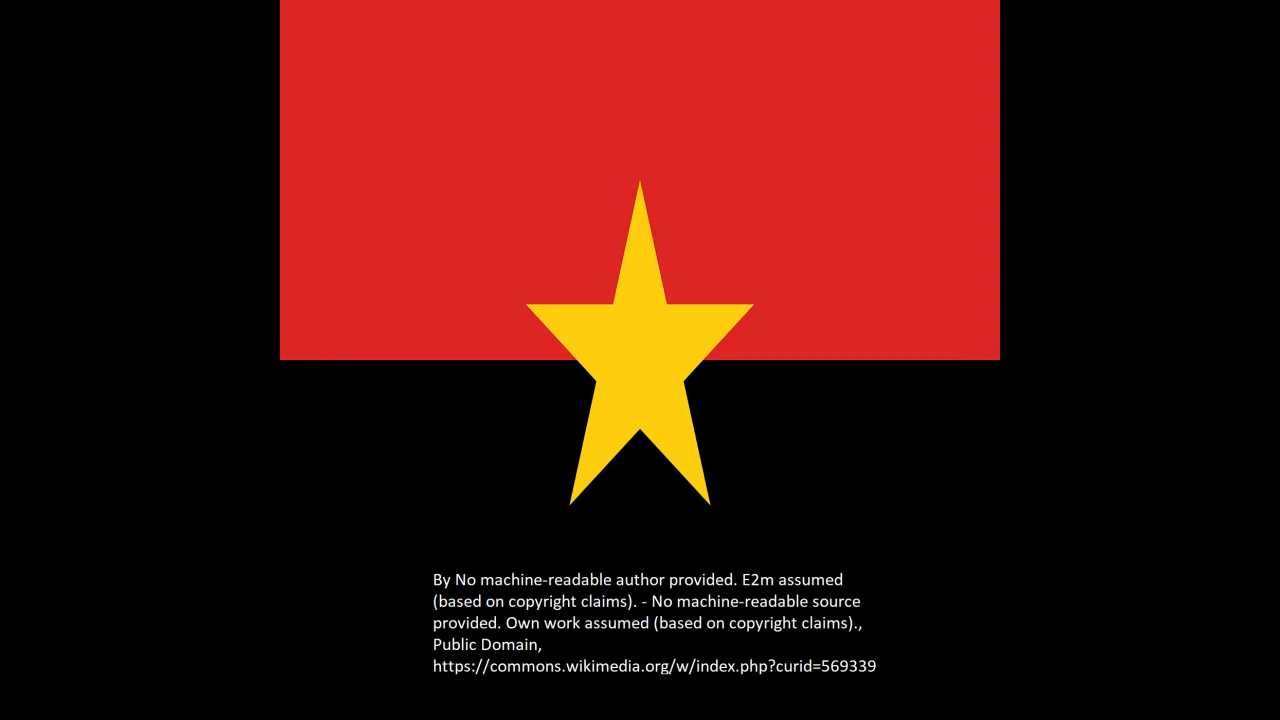 By No machine-readable author provided. E2m assumed
(based on copyright claims). - No machine-readable source
provided. Own work assumed (based on copyright claims).,
Public Domain,
https://commons.wikimedia.org/w/index.php?curid=569339